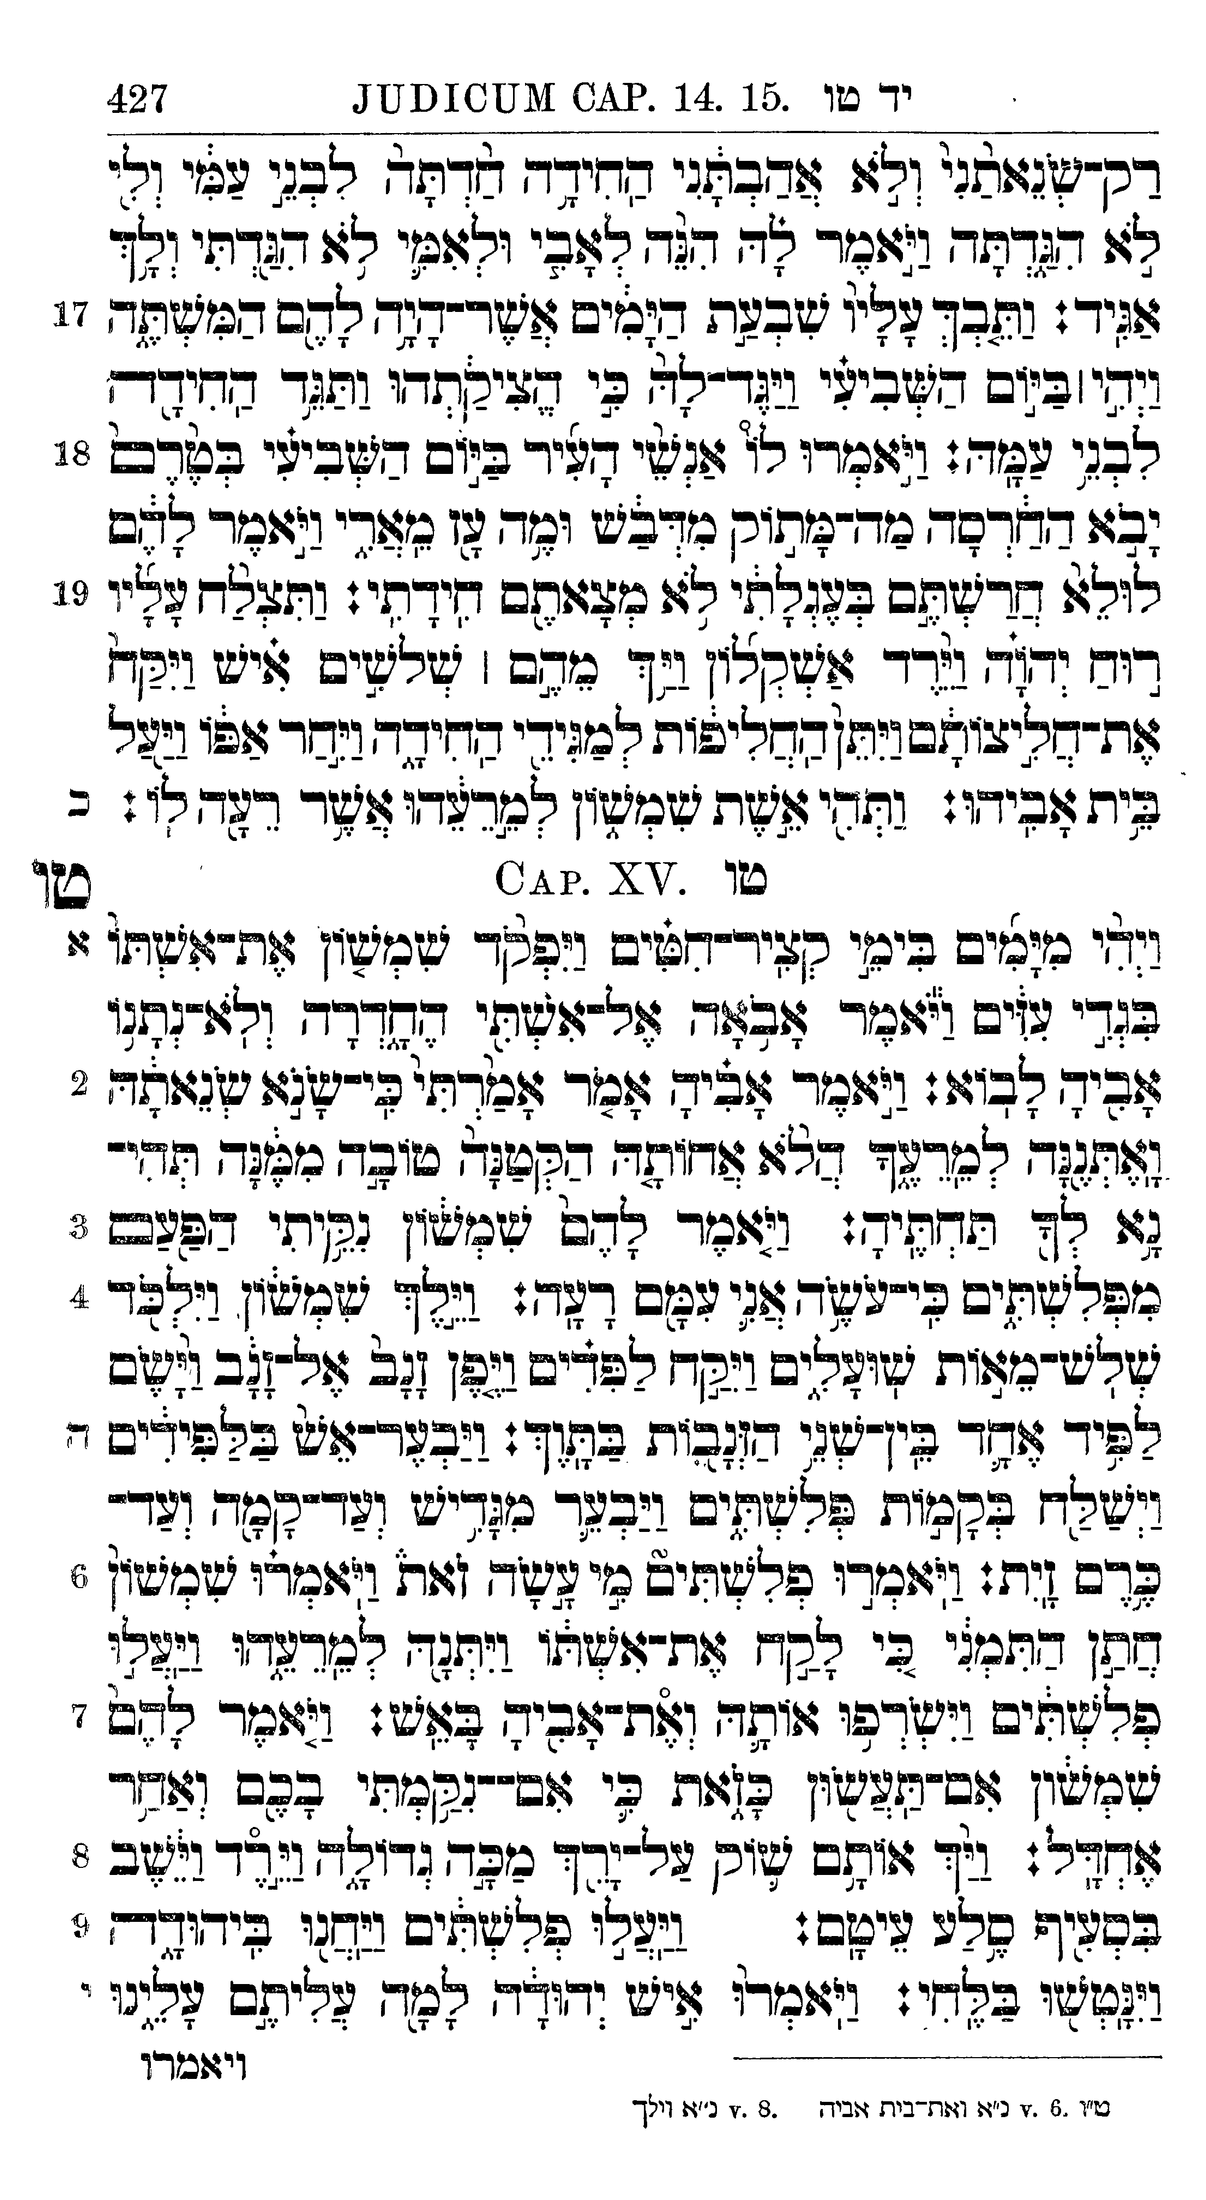 427 JUDICUM CAP. 14. 15. יד טו
רַק־שְׂנֵאתַ֙נִי֙ וְלֹ֣א אֲהַבְתָּ֔נִי הַֽחִידָ֥ה חַ֙דְתָּה֙ לִבְנֵ֣י עַמִּ֔י וְלִ֖י
לֹ֣א הִגַּ֑דְתָּה וַיֹּ֣אמֶר לָ֗הּ הִנֵּ֨ה לְאָבִ֧י וּלְאִמִּ֛י לֹ֥א הִגַּ֖דְתִּי וְלָ֥ךְ
17 אַגִּֽיד׃ וַתֵּ֤בְךְּ עָלָיו֙ שִׁבְעַ֣ת הַיָּמִ֔ים אֲשֶׁר־הָיָ֥ה לָהֶ֖ם הַמִּשְׁתֶּ֑ה
וַיְהִ֣י ׀ בַּיּ֣וֹם הַשְּׁבִיעִ֗י וַיַּגֶּד־לָהּ֙ כִּ֣י הֱצִיקַ֔תְהוּ וַתַּגֵּ֥ד הַֽחִידָ֖ה
18 לִבְנֵ֥י עַמָּֽהּ׃ וַיֹּ֣אמְרוּ לוֹ֩ אַנְשֵׁ֨י הָעִ֜יר בַּיּ֣וֹם הַשְּׁבִיעִ֗י בְּטֶ֙רֶם֙
יָבֹ֣א הַחַ֔רְסָה מַה־מָּת֣וֹק מִדְּבַ֔שׁ וּמֶ֥ה עַ֖ז מֵֽאֲרִ֑י וַיֹּ֣אמֶר לָהֶ֔ם
19 לוּלֵא֙ חֲרַשְׁתֶּ֣ם בְּעֶגְלָתִ֔י לֹ֥א מְצָאתֶ֖ם חִֽידָתִֽי׃ וַתִּצְלַ֨ח עָלָ֜יו
ר֣וּחַ יְהוָ֗ה וַיֵּ֨רֶד אַשְׁקְל֜וֹן וַיַּ֥ךְ מֵהֶ֣ם ׀ שְׁלֹשִׁ֣ים אִ֗ישׁ וַיִּקַּח֙
אֶת־חֲלִ֣יצוֹתָ֔ם וַיִּתֵּן֙ הַֽחֲלִיפ֔וֹת לְמַגִּידֵ֖י הַֽחִידָ֑ה וַיִּ֣חַר אַפּ֔וֹ וַיַּ֖עַל
כ בֵּ֥ית אָבִֽיהוּ׃ וַתְּהִ֖י אֵ֣שֶׁת שִׁמְשׁ֑וֹן לְמֵ֣רֵעֵ֔הוּ אֲשֶׁ֥ר רֵעָ֖ה לֽוֹ׃
טו CAP. XV. טו
א וַיְהִ֨י מִיָּמִ֜ים בִּימֵ֣י קְצִֽיר־חִטִּ֗ים וַיִּפְקֹ֨ד שִׁמְשׁ֤וֹן אֶת־אִשְׁתּוֹ֙
בִּגְדִ֣י עִזִּ֔ים וַיֹּ֕אמֶר אָבֹ֥אָה אֶל־אִשְׁתִּ֖י הֶחָ֑דְרָה וְלֹֽא־נְתָנ֥וֹ
2 אָבִ֖יהָ לָבֽוֹא׃ וַיֹּ֣אמֶר אָבִ֗יהָ אָמֹ֤ר אָמַ֙רְתִּי֙ כִּֽי־שָׂנֹ֣א שְׂנֵאתָ֔הּ
וָֽאֶתְּנֶ֖נָּה לְמֵֽרֵעֶ֑ךָ הֲלֹ֨א אֲחוֹתָ֤הּ הַקְּטַנָּה֙ טוֹבָ֣ה מִמֶּ֔נָּה תְּהִי־
3 נָ֥א לְךָ֖ תַּחְתֶּֽיהָ׃ וַיֹּ֤אמֶר לָהֶם֙ שִׁמְשׁ֔וֹן נִקֵּ֥יתִי הַפַּ֖עַם
4 מִפְּלִשְׁתִּ֑ים כִּֽי־עֹשֶׂ֥ה אֲנִ֛י עִמָּ֖ם רָעָֽה׃ וַיֵּ֣לֶךְ שִׁמְשׁ֔וֹן וַיִּלְכֹּ֖ד
שְׁלֹשׁ־מֵא֣וֹת שֽׁוּעָלִ֑ים וַיִּקַּ֣ח לַפִּדִ֗ים וַיֶּ֤פֶן זָנָב֙ אֶל־זָנָ֔ב וַיָּ֨שֶׂם
ה לַפִּ֥יד אֶחָ֛ד בֵּין־שְׁנֵ֥י הַזְּנָב֖וֹת בַּתָּֽוֶךְ׃ וַיַּבְעֶר־אֵשׁ֙ בַּלַּפִּידִ֔ים
וַיְשַׁלַּ֖ח בְּקָמ֣וֹת פְּלִשְׁתִּ֑ים וַיַּבְעֵ֛ר מִגָּדִ֥ישׁ וְעַד־קָמָ֖ה וְעַד־
6 כֶּ֥רֶם זָֽיִת׃ וַיֹּֽאמְר֣וּ פְלִשְׁתִּים֮ מִ֣י עָ֣שָׂה זֹאת֒ וַיֹּֽאמְר֗וּ שִׁמְשׁוֹן֙
חֲתַ֣ן הַתִּמְנִ֔י כִּ֚י לָקַ֣ח אֶת־אִשְׁתּ֔וֹ וַֽיִּתְּנָ֖הּ לְמֵֽרֵעֵ֑הוּ וַיַּֽעֲל֣וּ
7 פְלִשְׁתִּ֔ים וַיִּשְׂרְפ֥וּ אוֹתָ֛הּ וְאֶת־אָבִ֖יהָ בָּאֵֽשׁ׃ וַיֹּ֤אמֶר לָהֶם֙
שִׁמְשׁ֔וֹן אִֽם־תַּֽעֲשׂ֖וּן כָּזֹ֑את כִּ֛י אִם־נִקַּ֥מְתִּי בָכֶ֖ם וְאַחַ֥ר
8 אֶחְדָּֽל׃ וַיַּ֨ךְ אוֹתָ֥ם שׁ֛וֹק עַל־יָרֵ֖ךְ מַכָּ֣ה גְדוֹלָ֑ה וַיֵּ֣רֶד וַיֵּ֔שֶׁב
9 בִּסְעִ֖יף סֶ֥לַע עֵיטָֽם׃ וַיַּֽעֲל֣וּ פְלִשְׁתִּ֔ים וַֽיַּחֲנ֖וּ בִּֽיהוּדָ֑ה
י וַיִּנָּֽטְשׁ֖וּ בַּלֶּֽחִי׃ וַיֹּֽאמְרוּ֙ אִ֣ישׁ יְהוּדָ֔ה לָמָ֖ה עֲלִיתֶ֣ם עָלֵ֑ינוּ
ויאמרו
ט״ו v. 6. נ״א ואת־בית אביה v. 8. נ״א וילך